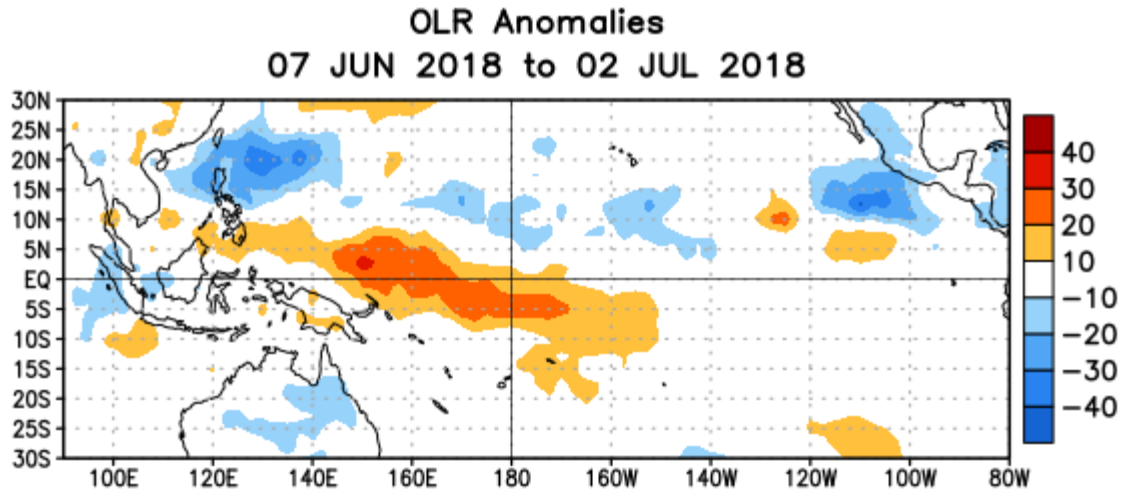 OLR Anomalies
07 JUN 2018 to 02 JUL 2018
30N
25N
20N
15N
10N
5N
EQ
5S
10S
15S
20S
25S
30S
100E 120E 140E 160E 180 160W 140W 120W 100W 80W
40
30
20
10
-10
-20
-30
-40